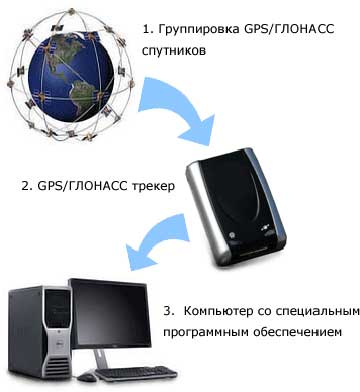 1. Группировка GPS/ГЛОНАСС
спутников
2. GPS/ГЛОНАСС трекер
3. Компьютер со специальным
программным обеспечением